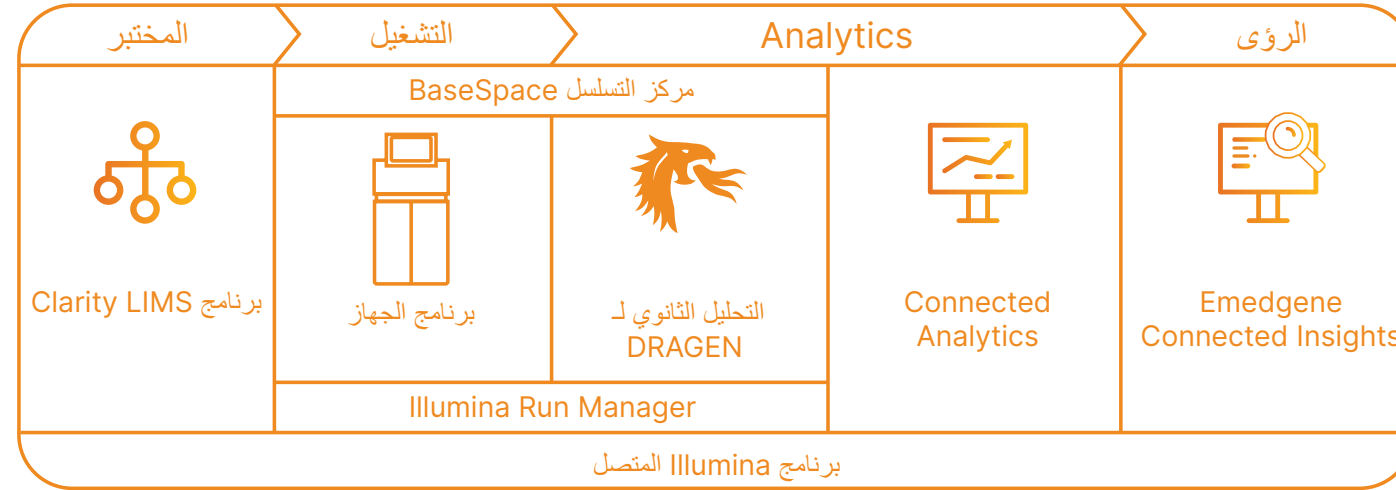 المختبر
التشغيل
Analytics
الرؤى
مركز التسلسل BaseSpace
برنامج Clarity LIMS
برنامج الجهاز
التحليل الثانوي لـ
DRAGEN
Connected
Analytics
Emedgene
Connected Insights
Illumina Run Manager
برنامج Illumina المتصل